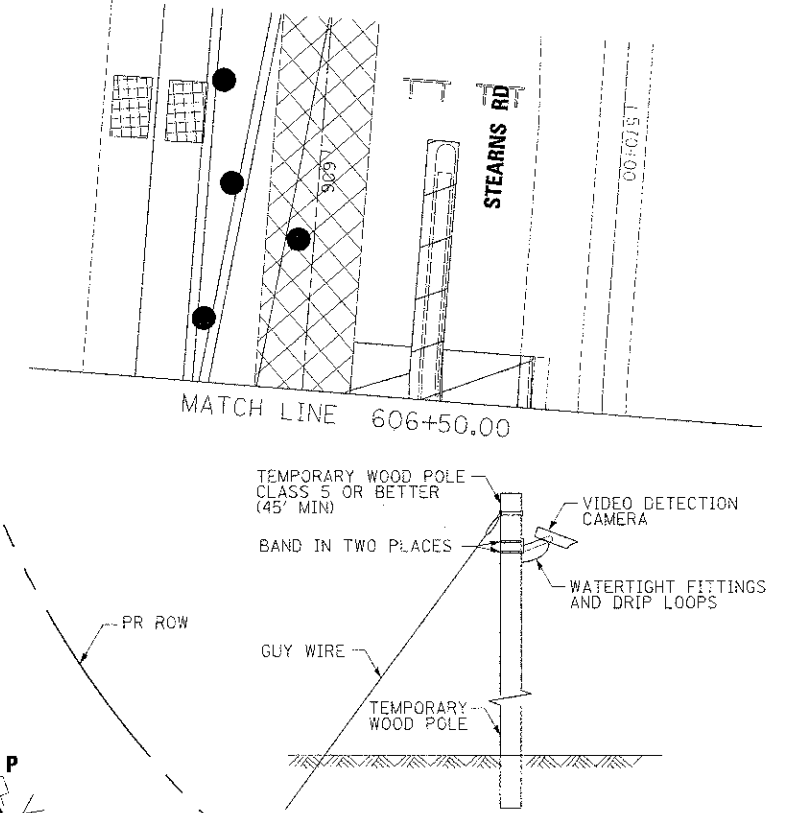 STEARNS RD
MATCH LINE 606+50.00
TEMPORARY WOOD POLE
CLASS 5 OR BETTER
(45' MIN)
VIDEO DETECTION
CAMERA
BAND IN TWO PLACES
WATERTIGHT FITTINGS
AND DRIP LOOPS
PR ROW
GUY WIRE
TEMPORARY
WOOD POLE
P